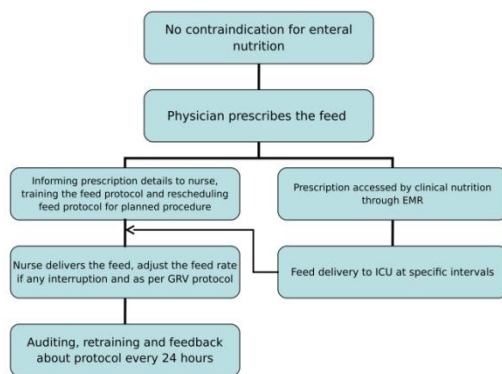 No contraindication for enteral
nutrition
Physician prescribes the feed
Informing prescription details to nurse,
training the feed protocol and rescheduling
feed protocol for planned procedure
Prescription accessed by clinical nutrition
through EMR
Nurse delivers the feed, adjust the feed rate
if any interruption and as per GRV protocol
Feed delivery to ICU at specific intervals
Auditing, retraining and feedback
about protocol every 24 hours